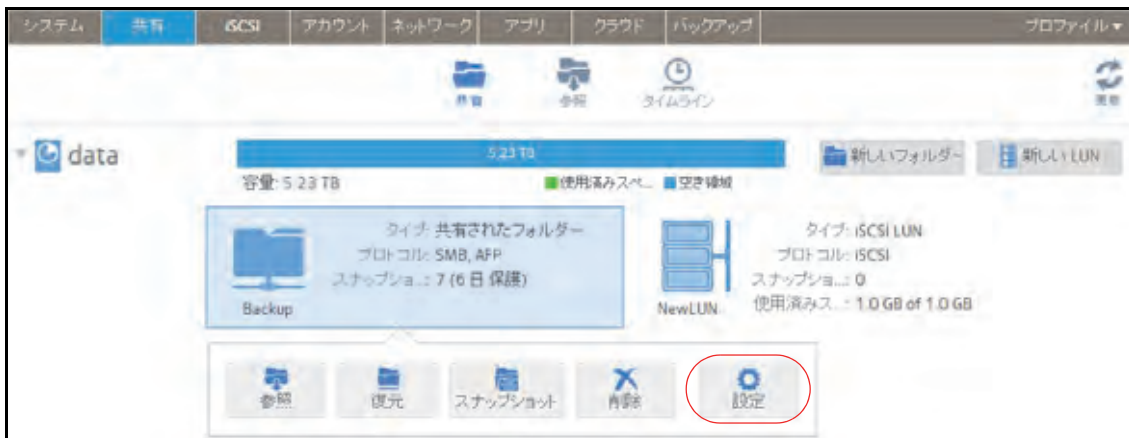 システム 共有 iSCSI アカウント ネットワーク アプリ クラウド バックアップ プロファイル
共有 参照 タイムライン 更新
data
5.23 TB
新しいフォルダー 新しい LUN
容量: 5.23 TB 使用済みスペ... 空き領域
タイプ: 共有されたフォルダー
プロトコル: SMB, AFP
スナップショ...: 7 (6 日 保護)
Backup
タイプ: iSCSI LUN
プロトコル: iSCSI
スナップショ...: 0
使用済みス...: 1.0 GB of 1.0 GB
NewLUN
参照 復元 スナップショット 削除 設定